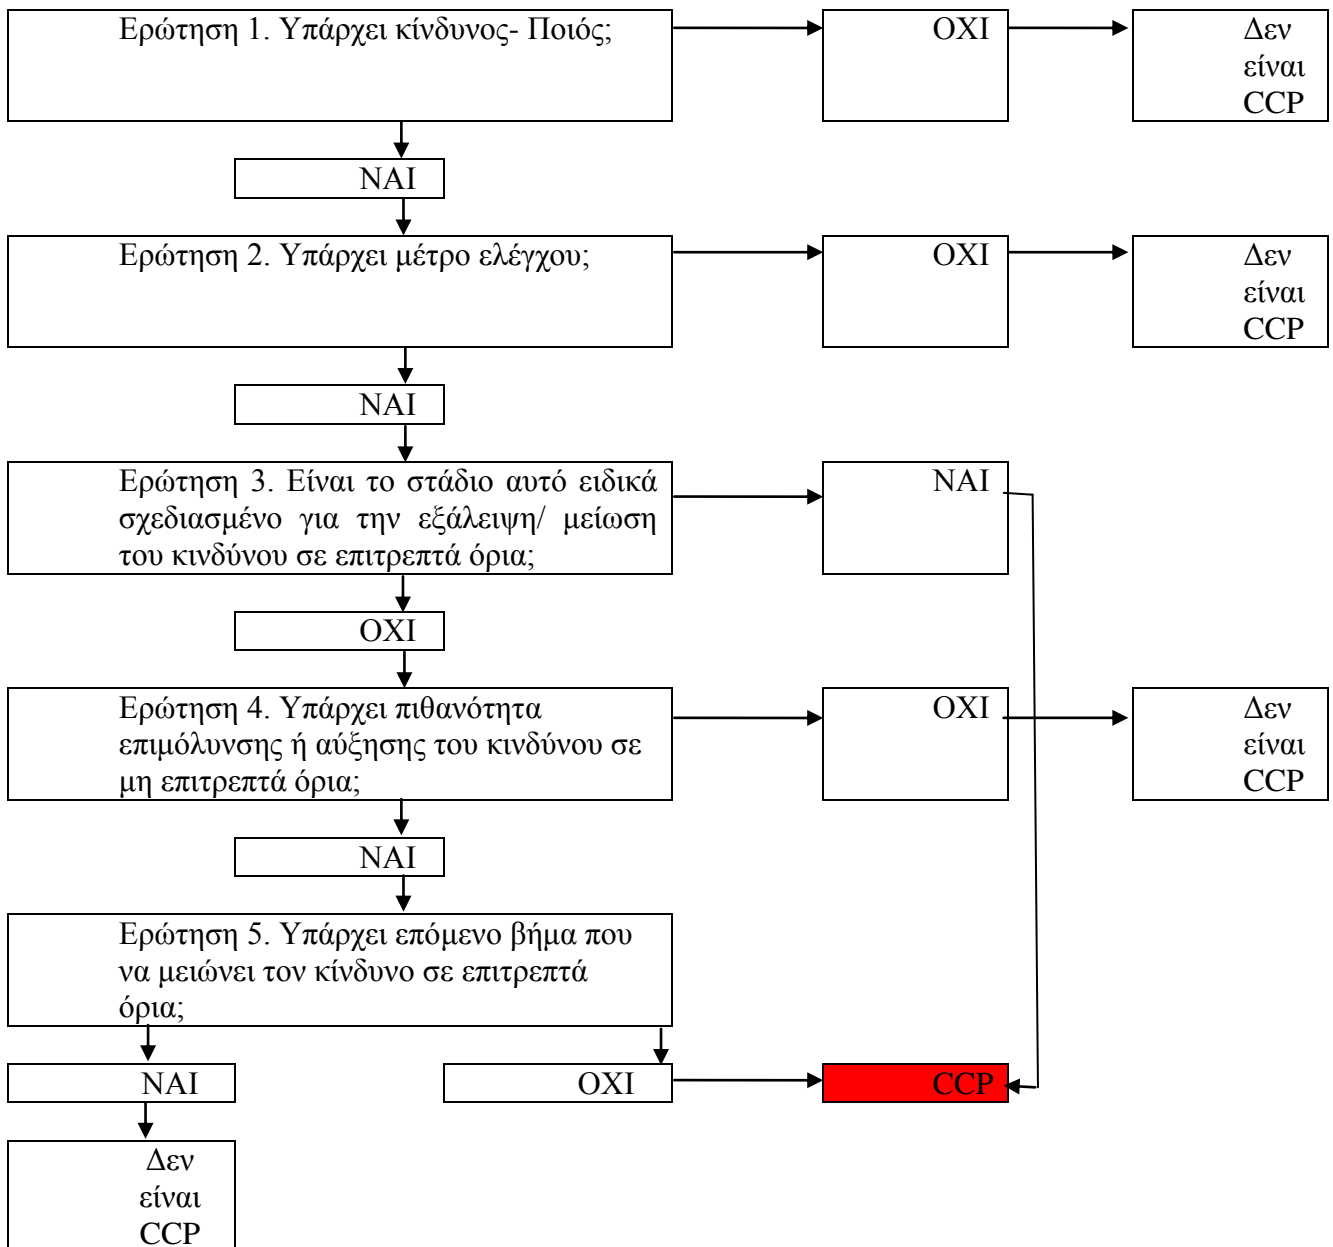 Ερώτηση 1. Υπάρχει κίνδυνος- Ποιός;
ΟΧΙ
Δεν
είναι
CCP
ΝΑΙ
Ερώτηση 2. Υπάρχει μέτρο ελέγχου;
ΟΧΙ
Δεν
είναι
CCP
ΝΑΙ
Ερώτηση 3. Είναι το στάδιο αυτό ειδικά
σχεδιασμένο για την εξάλειψη/ μείωση
του κινδύνου σε επιτρεπτά όρια;
ΝΑΙ
ΟΧΙ
Ερώτηση 4. Υπάρχει πιθανότητα
επιμόλυνσης ή αύξησης του κινδύνου σε
μη επιτρεπτά όρια;
ΟΧΙ
Δεν
είναι
CCP
ΝΑΙ
Ερώτηση 5. Υπάρχει επόμενο βήμα που
να μειώνει τον κίνδυνο σε επιτρεπτά
όρια;
ΝΑΙ
ΟΧΙ
CCP
Δεν
είναι
CCP